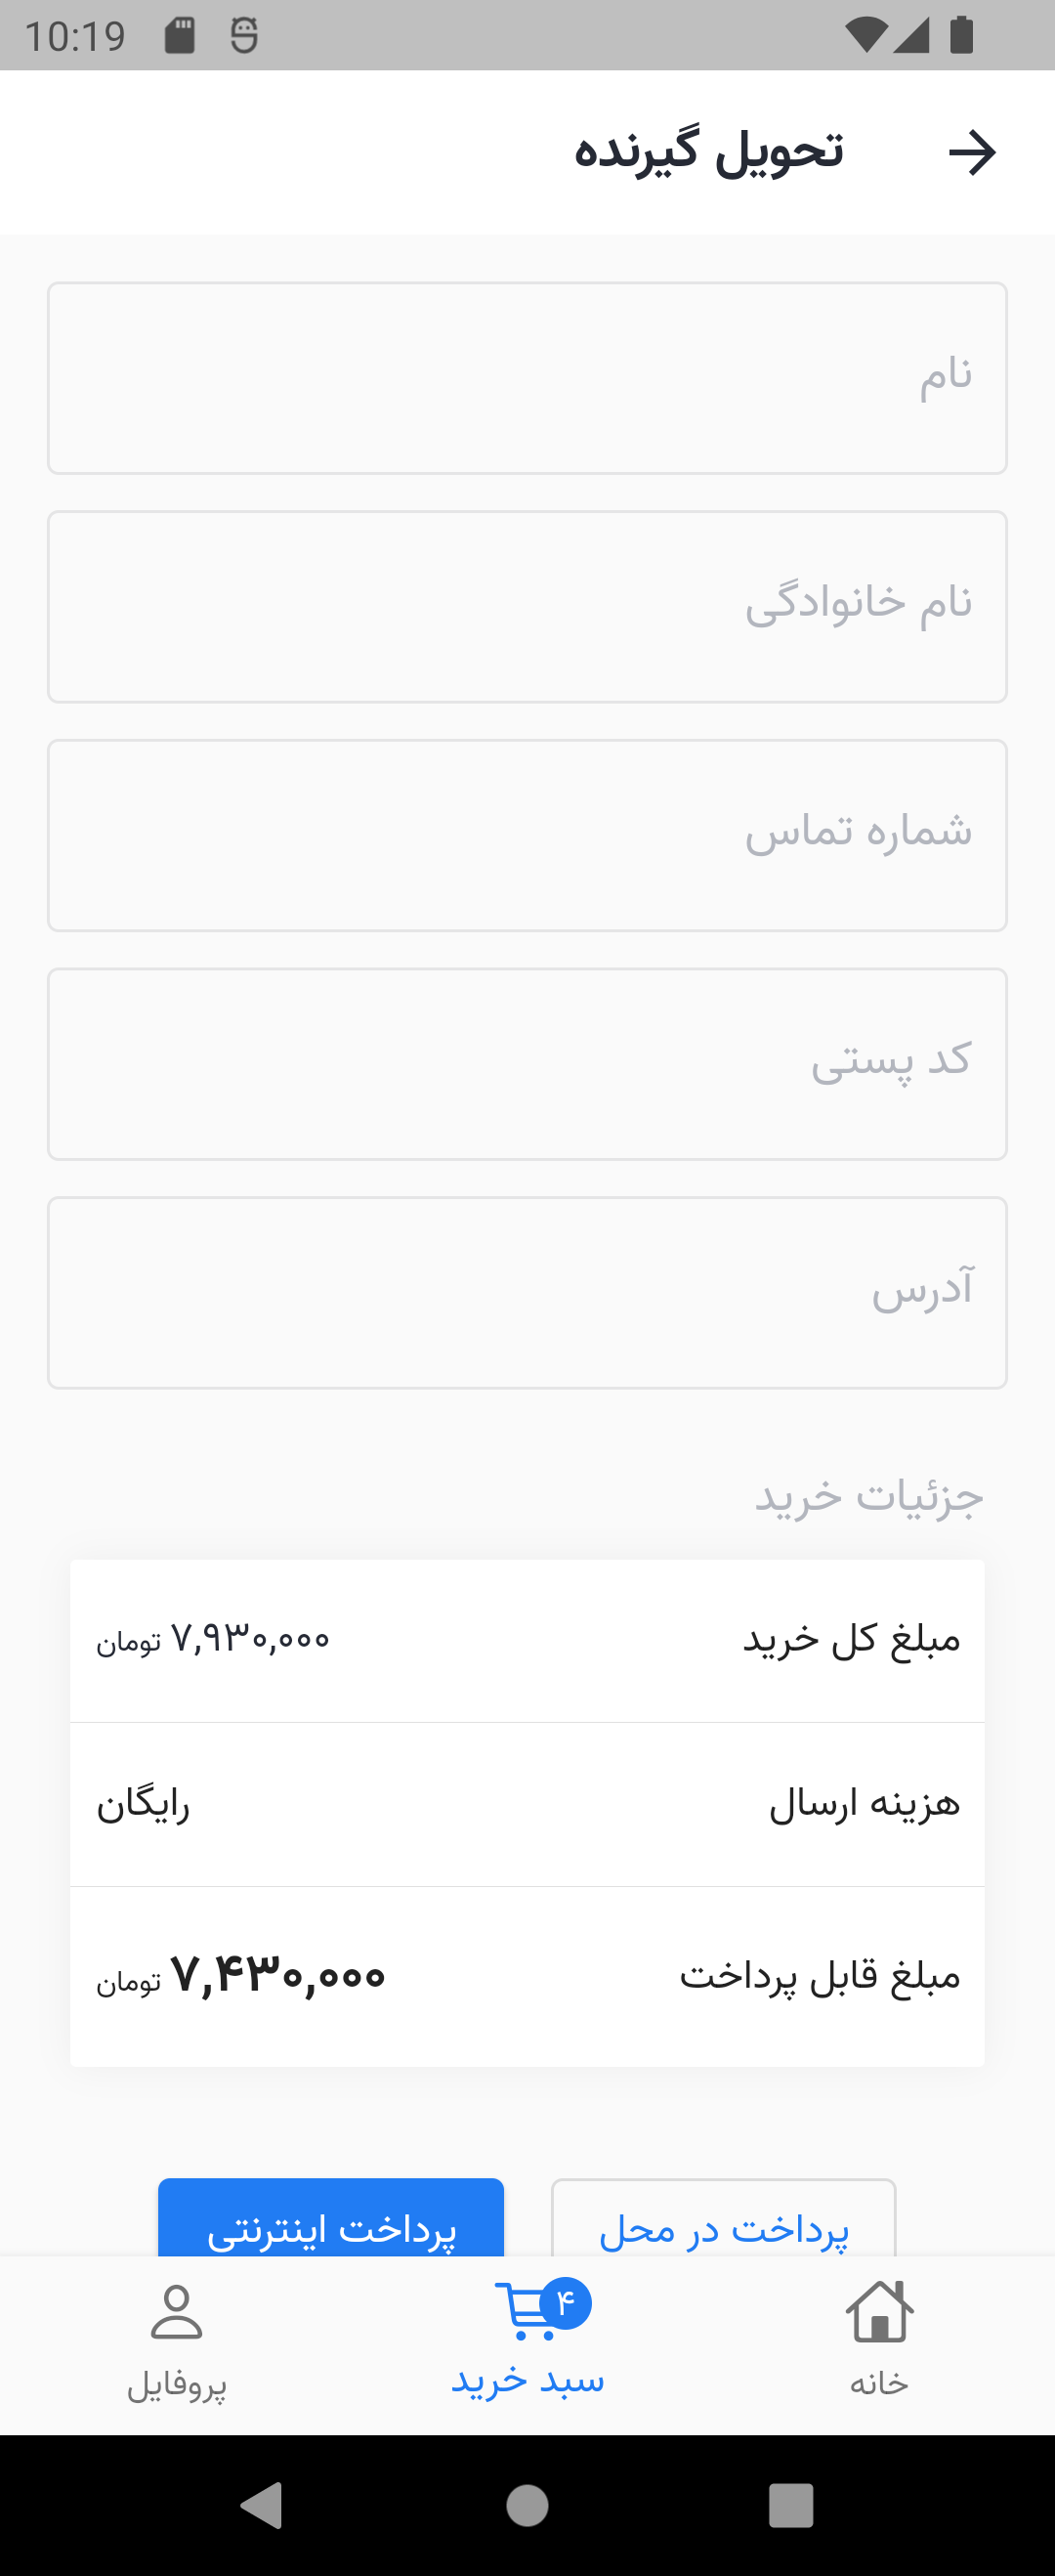 10:19
تحویل گیرنده
نام
نام خانوادگی
شماره تماس
کد پستی
آدرس
جزئیات خرید
مبلغ کل خرید ۷,۹۳۰,۰۰۰ تومان
هزینه ارسال رایگان
مبلغ قابل پرداخت ۷,۴۳۰,۰۰۰ تومان
پرداخت در محل پرداخت اینترنتی
۴
خانه سبد خرید پروفایل